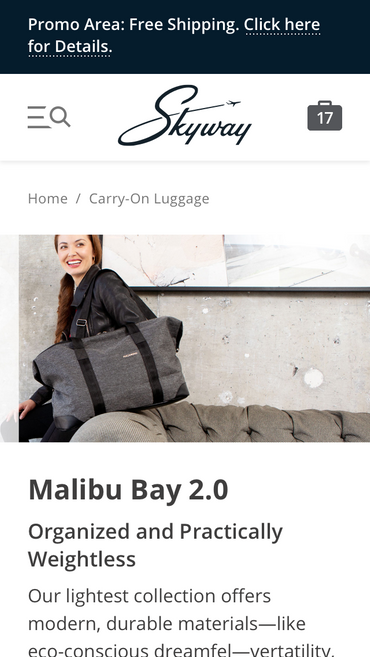 Promo Area: Free Shipping. Click here
for Details.
Skyway
17
Home / Carry-On Luggage
Malibu Bay 2.0
Organized and Practically
Weightless
Our lightest collection offers
modern, durable materials—like
eco-conscious dreamfel—vertatility.